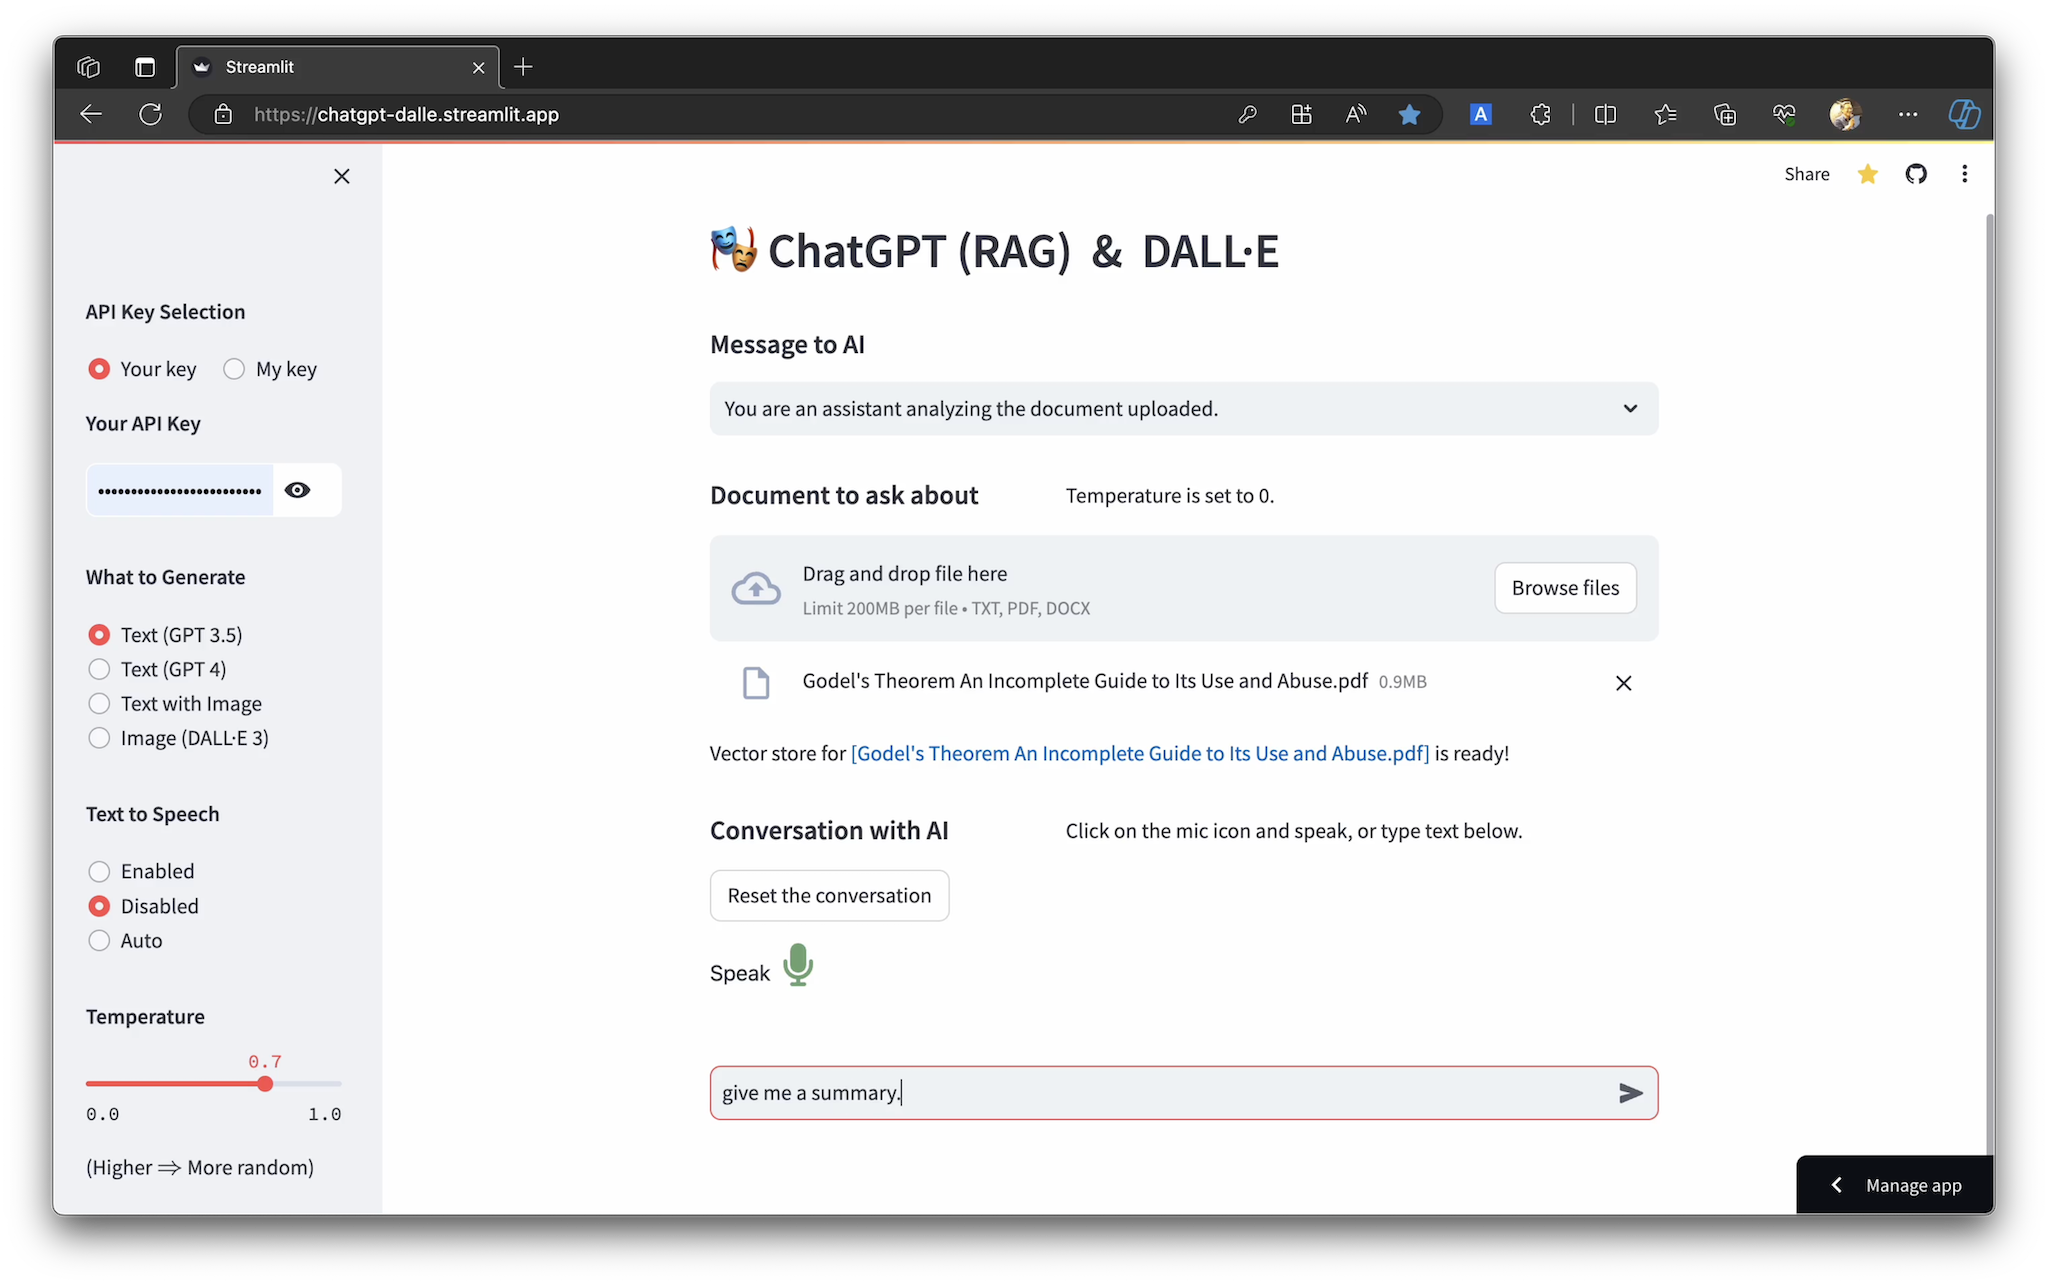 Streamlit
https://chatgpt-dalle.streamlit.app
A
Share
ChatGPT (RAG) & DALL·E
API Key Selection
Your key
My key
Your API Key
What to Generate
Text (GPT 3.5)
Text (GPT 4)
Text with Image
Image (DALL·E 3)
Text to Speech
Enabled
Disabled
Auto
Temperature
0.7
0.0 1.0
(Higher ⟹ More random)
Message to AI
You are an assistant analyzing the document uploaded.
Document to ask about
Temperature is set to 0.
Drag and drop file here
Limit 200MB per file • TXT, PDF, DOCX
Browse files
Godel's Theorem An Incomplete Guide to Its Use and Abuse.pdf 0.9MB
Vector store for [Godel's Theorem An Incomplete Guide to Its Use and Abuse.pdf] is ready!
Conversation with AI
Click on the mic icon and speak, or type text below.
Reset the conversation
Speak
give me a summary.
Manage app